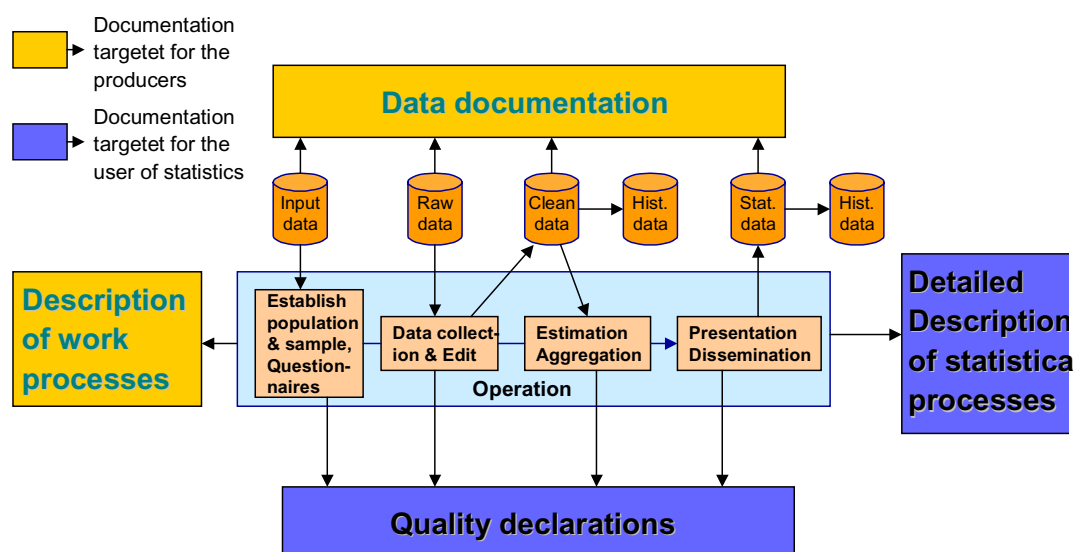 Documentation
targetet for the
producers
Documentation
targetet for the
user of statistics
Data documentation
Input
data
Raw
data
Clean
data
Hist.
data
Stat.
data
Hist.
data
Description
of work
processes
Establish
population
& sample,
Question-
naires
Data collect-
ion & Edit
Estimation
Aggregation
Presentation
Dissemination
Operation
Detailed
Description
of statistica
processes
Quality declarations